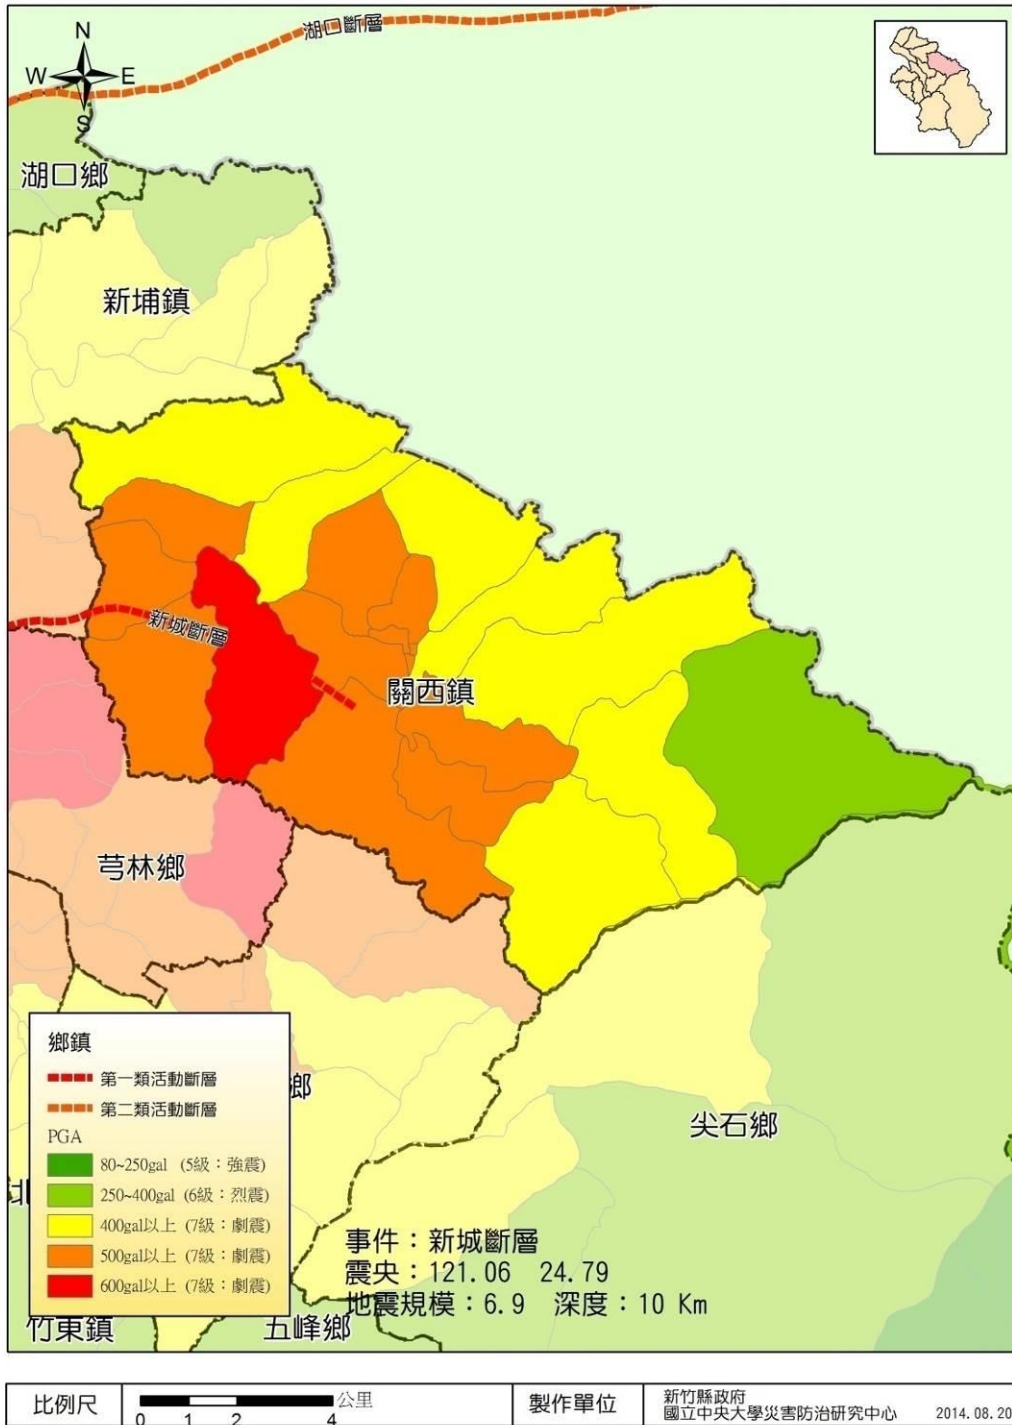 湖口斷層
N
W E
S
湖口鄉
新埔鎮
新城斷層
關西鎮
芎林鄉
鄉鎮
第一類活動斷層
第二類活動斷層
鄉
PGA
80~250gal (5級：強震)
250~400gal (6級：烈震)
400gal以上 (7級：劇震)
500gal以上 (7級：劇震)
600gal以上 (7級：劇震)
尖石鄉
事件：新城斷層
震央：121.06 24.79
地震規模：6.9 深度：10 Km
竹東鎮
五峰鄉
比例尺
公里
0 1 2 4
製作單位
新竹縣政府
國立中央大學災害防治研究中心
2014.08.20